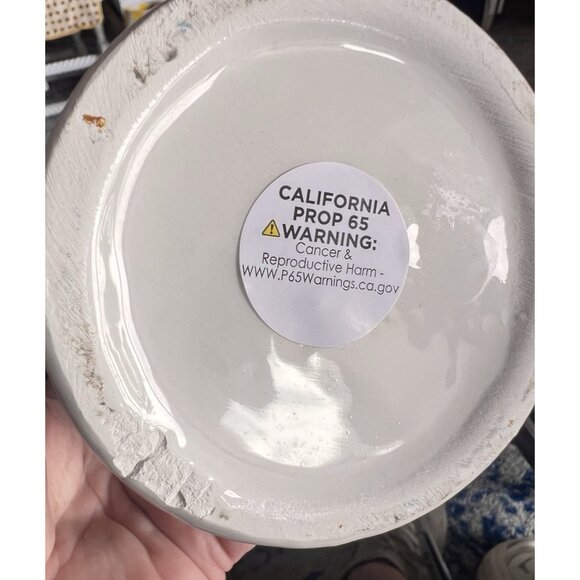 CALIFORNIA
PROP 65
⚠WARNING:
Cancer &
Reproductive Harm -
WWW.P65Warnings.ca.gov